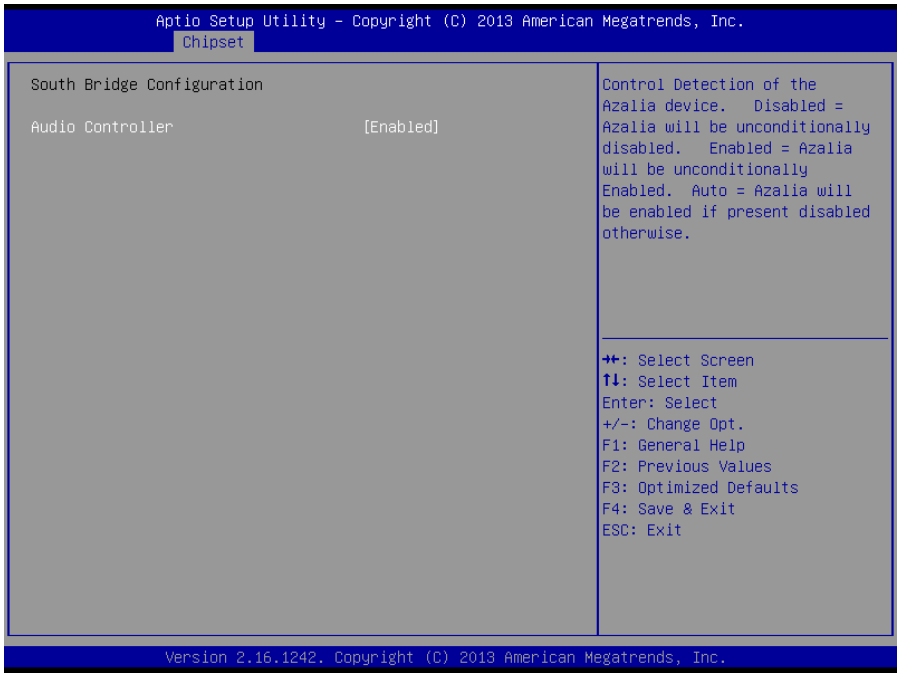 Aptio Setup Utility – Copyright (C) 2013 American Megatrends, Inc.
Chipset
South Bridge Configuration
Audio Controller [Enabled]
Control Detection of the
Azalia device. Disabled =
Azalia will be unconditionally
disabled. Enabled = Azalia
will be unconditionally
Enabled. Auto = Azalia will
be enabled if present disabled
otherwise.
→←: Select Screen
↑↓: Select Item
Enter: Select
+/-: Change Opt.
F1: General Help
F2: Previous Values
F3: Optimized Defaults
F4: Save & Exit
ESC: Exit
Version 2.16.1242. Copyright (C) 2013 American Megatrends, Inc.